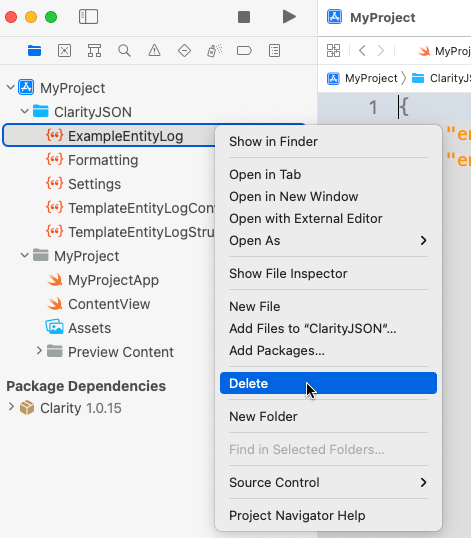 MyProject
MyProj
MyProject
ClarityJS
MyProject
1
{
ClarityJSON
"e
ExampleEntityLog
"e
Formatting
Settings
TemplateEntityLogCon
TemplateEntityLogStru
MyProject
MyProjectApp
ContentView
Assets
Preview Content
Package Dependencies
Clarity 1.0.15
Show in Finder
Open in Tab
Open in New Window
Open with External Editor
Open As
Show File Inspector
New File
Add Files to “ClarityJSON”…
Add Packages…
Delete
New Folder
Find in Selected Folders…
Source Control
Project Navigator Help